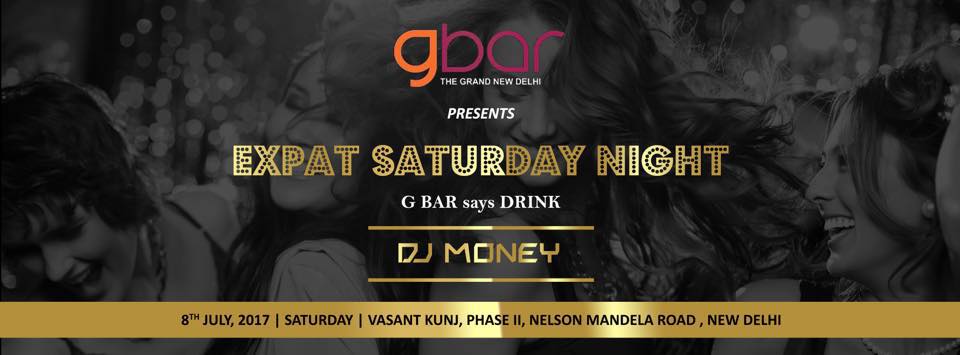 gbar
THE GRAND NEW DELHI
PRESENTS
EXPAT SATURDAY NIGHT
G BAR says DRINK
DJ MONEY
8TH JULY, 2017 | SATURDAY | VASANT KUNJ, PHASE II, NELSON MANDELA ROAD , NEW DELHI